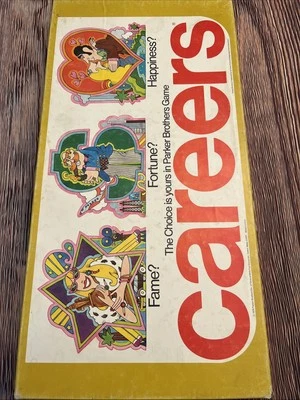 Fame? Fortune? Happiness?
The Choice is yours in Parker Brothers Game
careers®